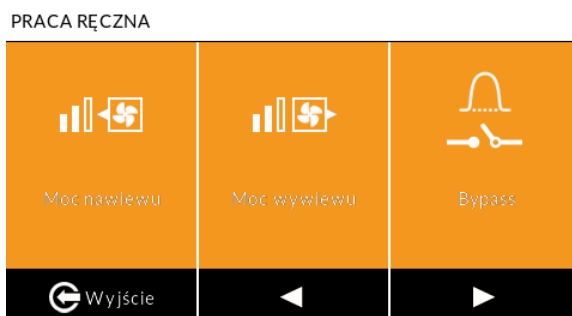 PRACA RĘCZNA
Moc nawiewu
Moc wywiewu
Bypass
Wyjście